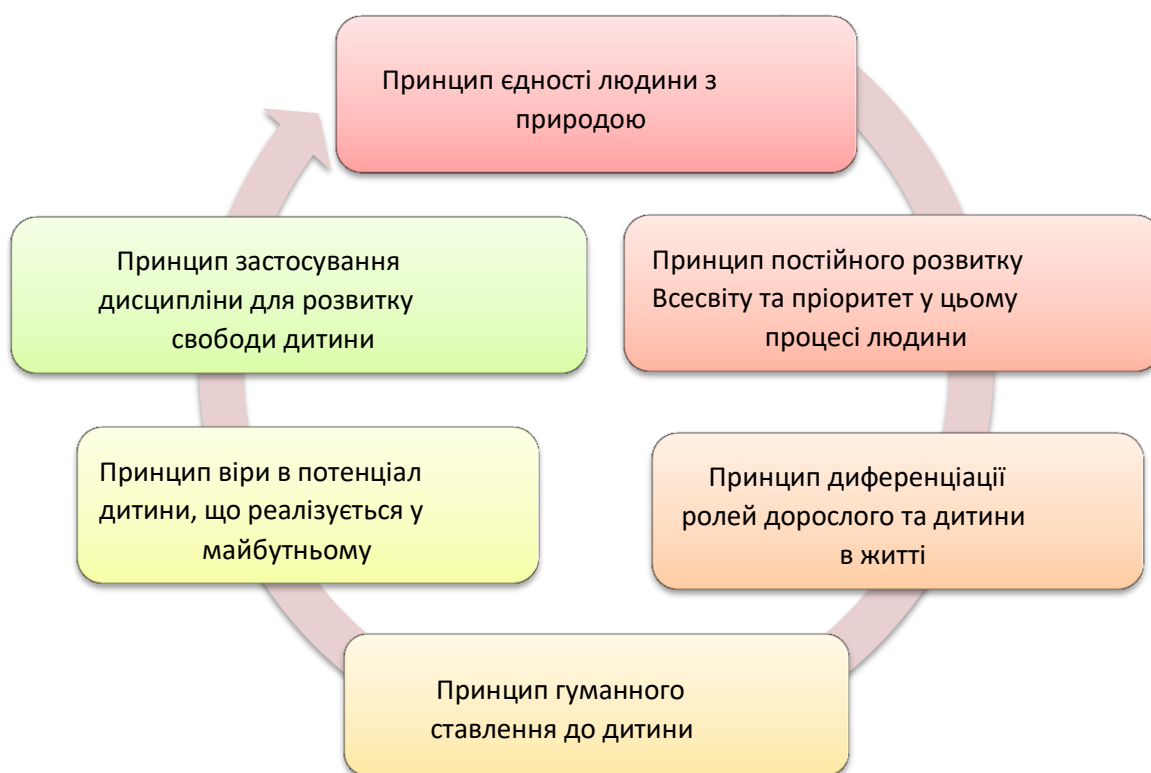 Принцип єдності людини з
природою
Принцип постійного розвитку
Всесвіту та пріоритет у цьому
процесі людини
Принцип диференціації
ролей дорослого та дитини
в житті
Принцип гуманного
ставлення до дитини
Принцип віри в потенціал
дитини, що реалізується у
майбутньому
Принцип застосування
дисципліни для розвитку
свободи дитини